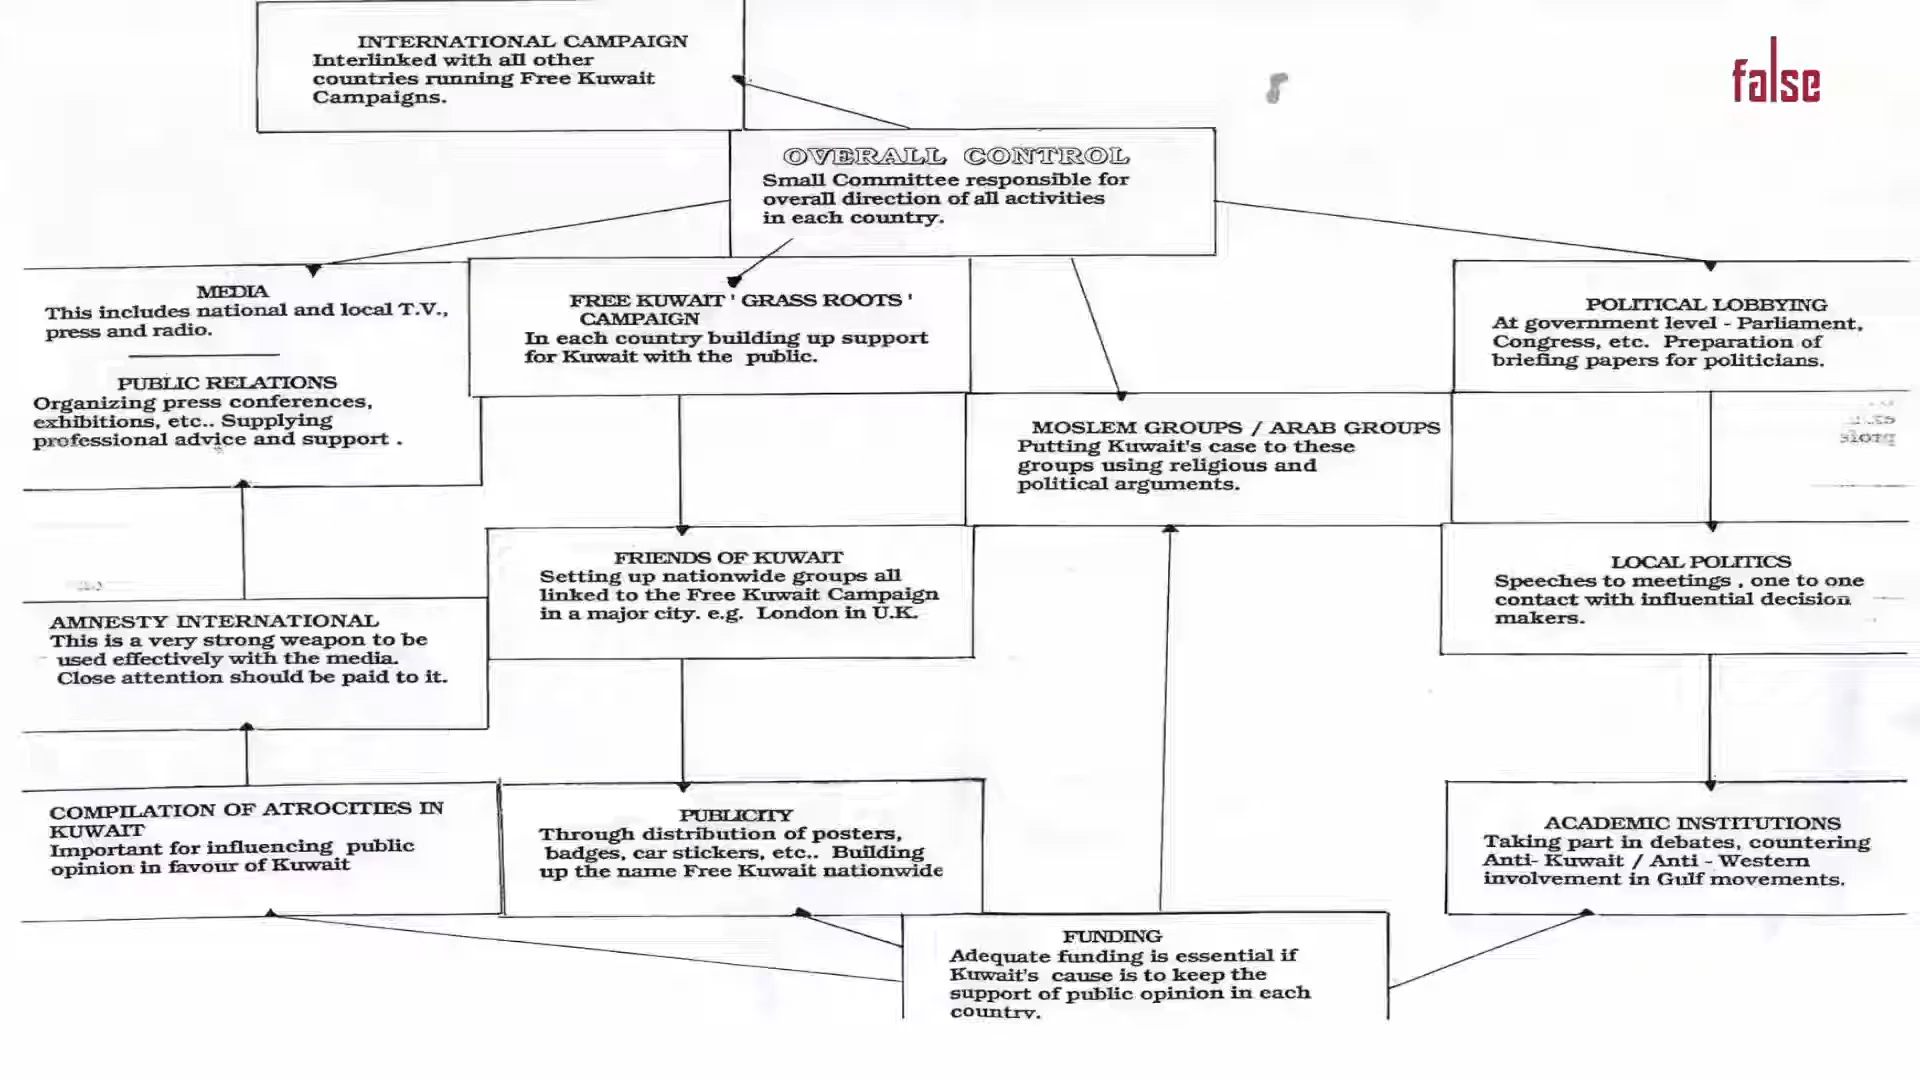 INTERNATIONAL CAMPAIGN
Interlinked with all other
countries running Free Kuwait
Campaigns.
false
OVERALL CONTROL
Small Committee responsible for
overall direction of all activities
in each country.
MEDIA
This includes national and local T.V.,
press and radio.
PUBLIC RELATIONS
Organizing press conferences,
exhibitions, etc.. Supplying
professional advice and support .
FREE KUWAIT ' GRASS ROOTS '
CAMPAIGN
In each country building up support
for Kuwait with the public.
MOSLEM GROUPS / ARAB GROUPS
Putting Kuwait's case to these
groups using religious and
political arguments.
POLITICAL LOBBYING
At government level - Parliament,
Congress, etc. Preparation of
briefing papers for politicians.
AMNESTY INTERNATIONAL
This is a very strong weapon to be
used effectively with the media.
Close attention should be paid to it.
FRIENDS OF KUWAIT
Setting up nationwide groups all
linked to the Free Kuwait Campaign
in a major city. e.g. London in U.K.
LOCAL POLITICS
Speeches to meetings , one to one
contact with influential decision
makers.
COMPILATION OF ATROCITIES IN
KUWAIT
Important for influencing public
opinion in favour of Kuwait
PUBLICITY
Through distribution of posters,
badges, car stickers, etc.. Building
up the name Free Kuwait nationwide
ACADEMIC INSTITUTIONS
Taking part in debates, countering
Anti- Kuwait / Anti - Western
involvement in Gulf movements.
FUNDING
Adequate funding is essential if
Kuwait's cause is to keep the
support of public opinion in each
country.